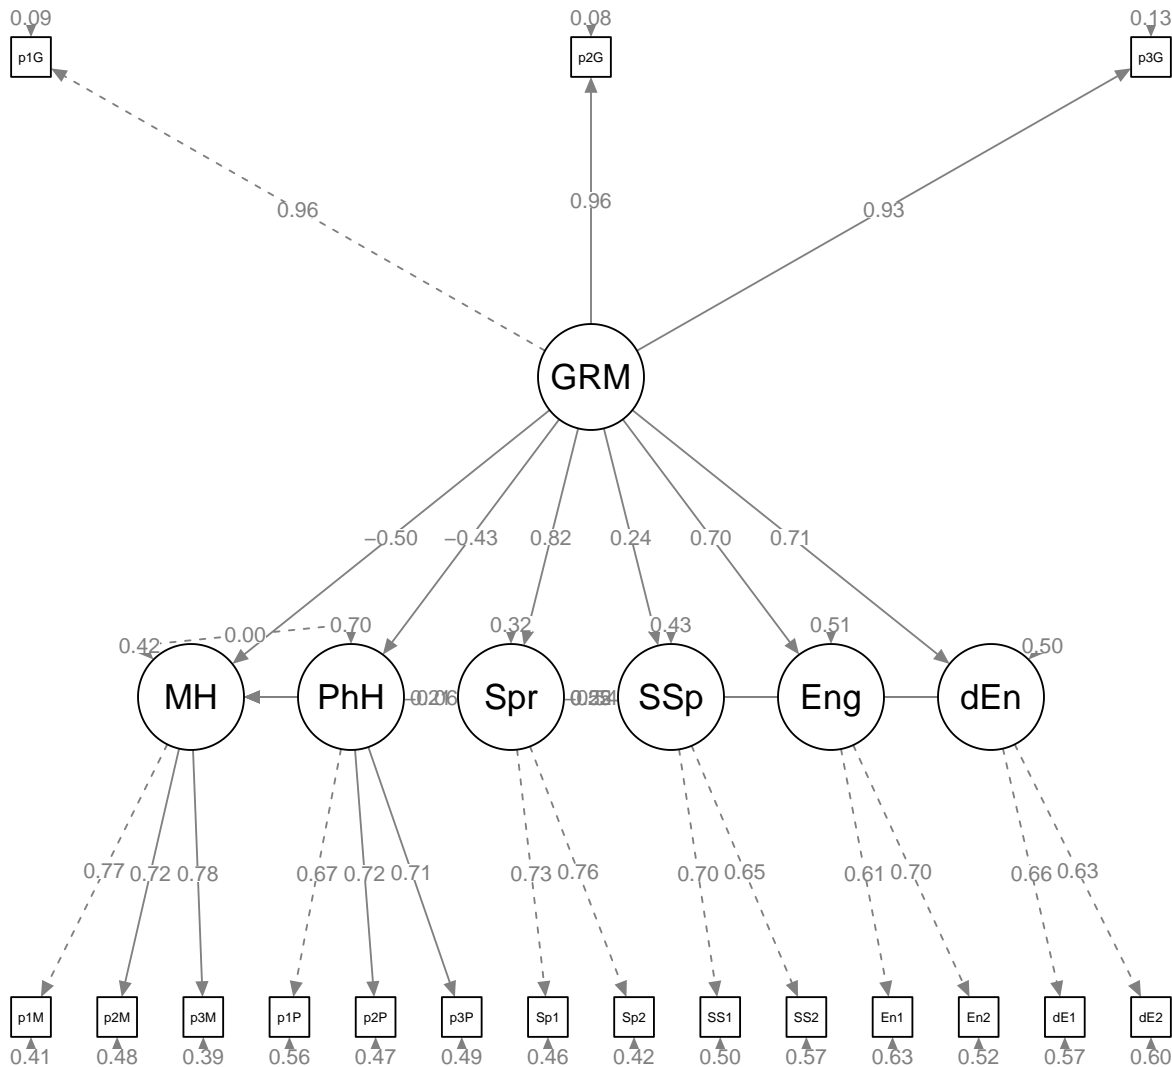 0.09 0.08 0.13
p1G p2G p3G
0.96 0.96 0.93
GRM
−0.50 −0.43 0.82 0.24 0.70 0.71
0.42 0.00 0.70 0.32 0.43 0.51 0.50
MH PhH Spr SSp Eng dEn
0.77 0.72 0.78 0.67 0.72 0.71 0.73 0.76 0.70 0.65 0.61 0.70 0.66 0.63
p1M p2M p3M p1P p2P p3P Sp1 Sp2 SS1 SS2 En1 En2 dE1 dE2
0.41 0.48 0.39 0.56 0.47 0.49 0.46 0.42 0.50 0.57 0.63 0.52 0.57 0.60